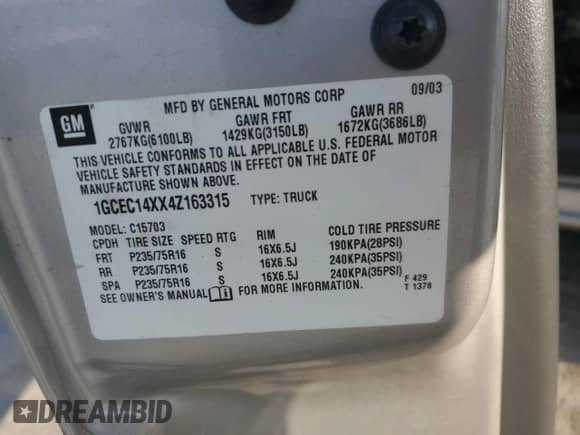 GM
MFD BY GENERAL MOTORS CORP 09/03
GVWR GAWR FRT GAWR RR
2767KG(6100LB) 1429KG(3150LB) 1672KG(3686LB)
THIS VEHICLE CONFORMS TO ALL APPLICABLE U.S. FEDERAL MOTOR
VEHICLE SAFETY STANDARDS IN EFFECT ON THE DATE OF
MANUFACTURE SHOWN ABOVE.
1GCEC14XX4Z163315 TYPE: TRUCK
MODEL: C15703
CPDH TIRE SIZE SPEED RTG RIM COLD TIRE PRESSURE
FRT P235/75R16 S 16X6.5J 190KPA(28PSI)
RR P235/75R16 S 16X6.5J 240KPA(35PSI)
SPA P235/75R16 S 16X6.5J 240KPA(35PSI)
SEE OWNER'S MANUAL FOR MORE INFORMATION. F 429
T 1378
DREAMBID